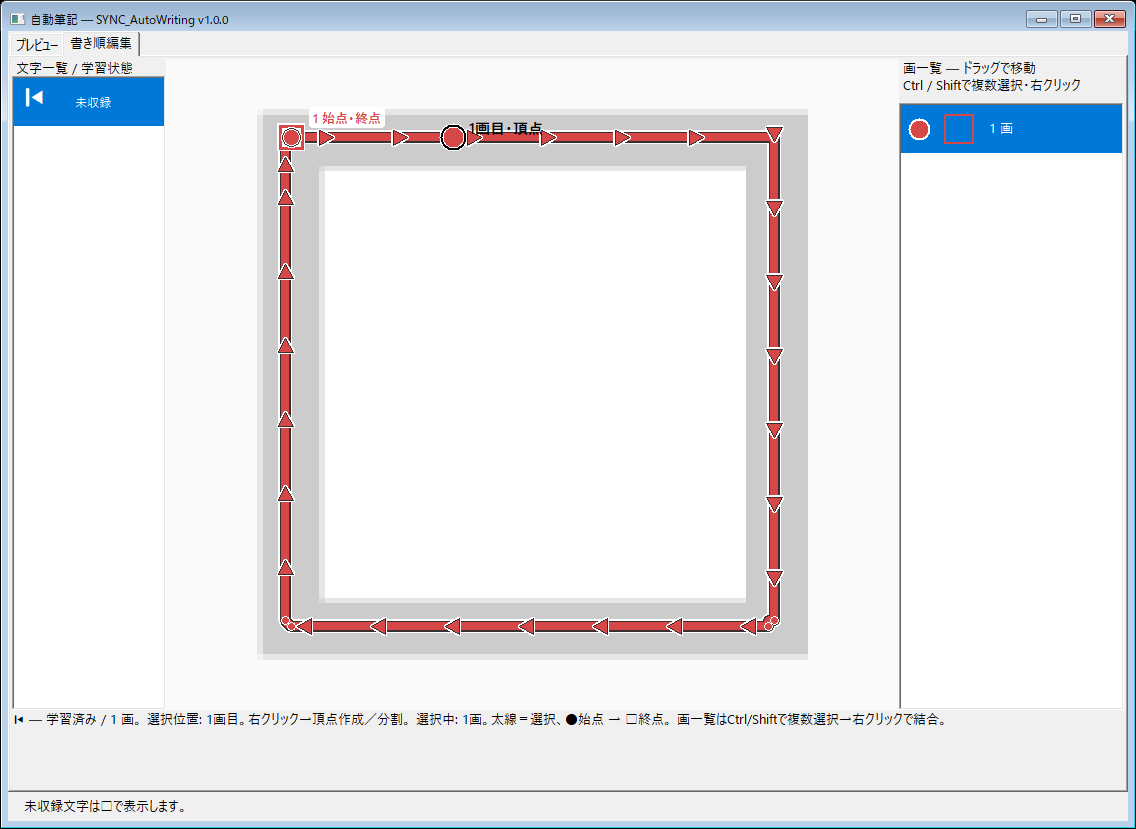 自動筆記 — SYNC_AutoWriting v1.0.0
プレビュー 書き順編集
文字一覧 / 学習状態
未収録
1 始点・終点
1画目・頂点
画一覧 — ドラッグで移動
Ctrl / Shiftで複数選択・右クリック
1 画
⏮ — 学習済み / 1 画。 選択位置: 1画目。右クリック→頂点作成／分割。 選択中: 1画。太線＝選択、●始点 → □終点。 画一覧はCtrl/Shiftで複数選択→右クリックで結合。
未収録文字は□で表示します。